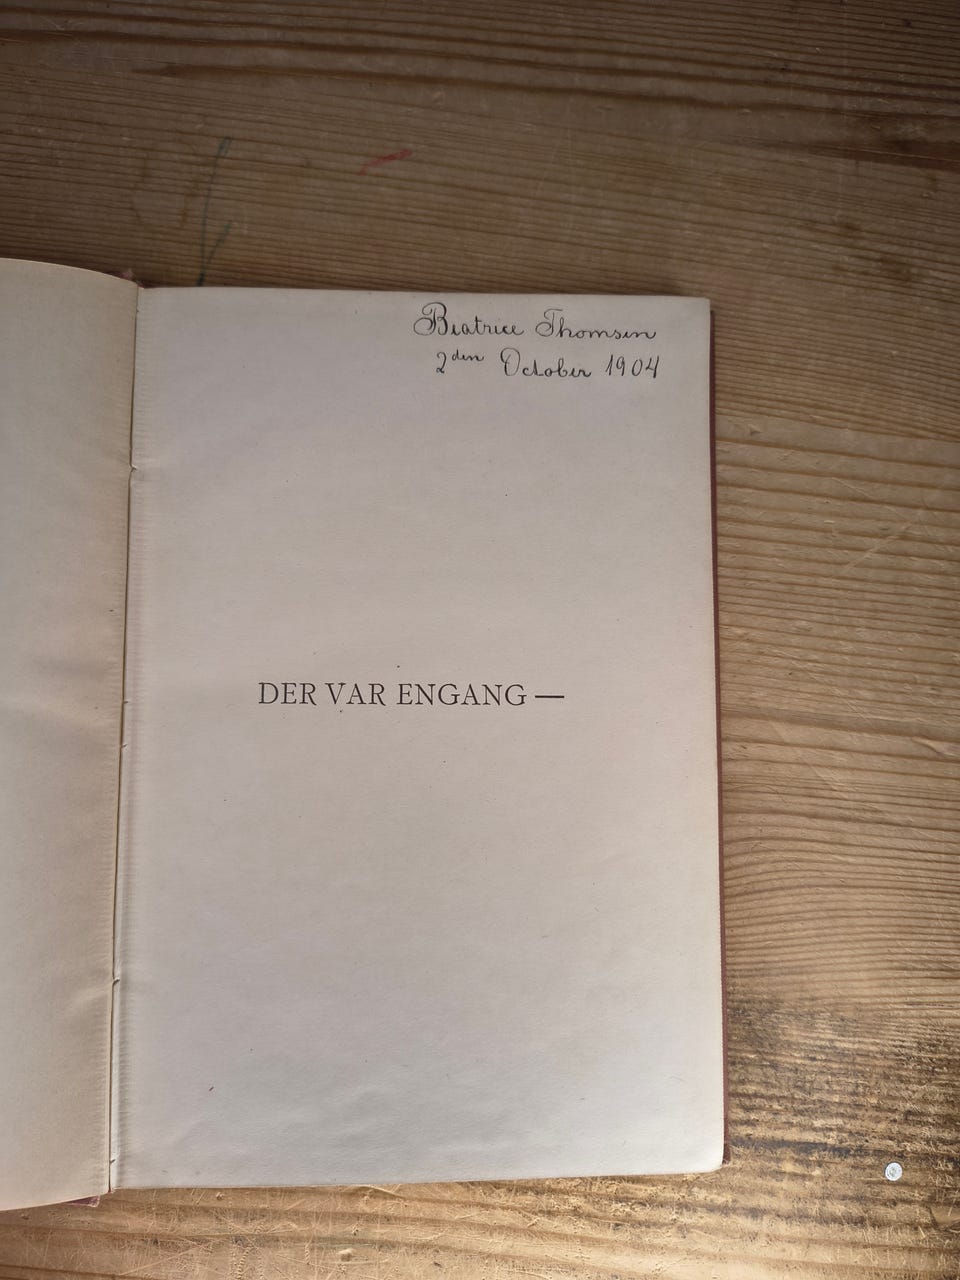 Beatrice Thomsen
2den October 1904
DER VAR ENGANG —